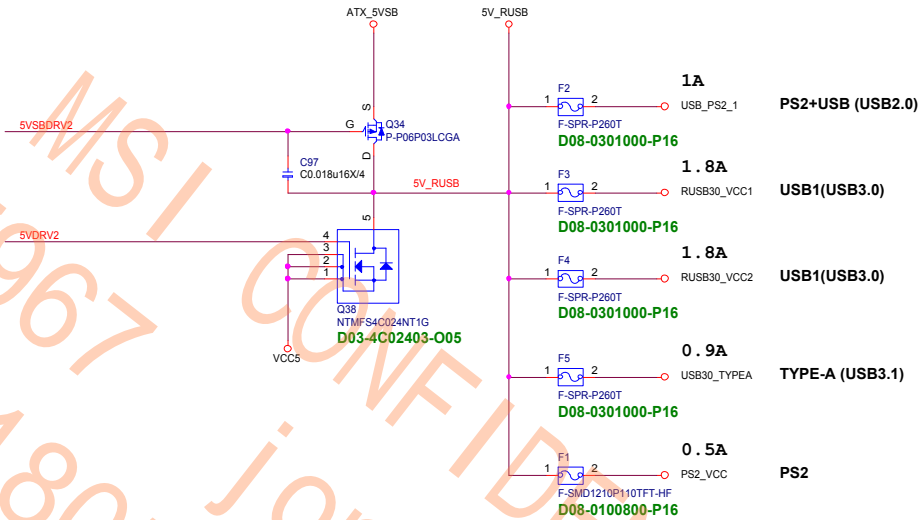 ATX_5VSB
5V_RUSB
5VSBDRV2
S
G
Q34
P-P06P03LCGA
D
C97
C0.018u16X/4
5V_RUSB
5VDRV2
5
4
3
2
1
Q38
NTMFS4C024NT1G
D03-4C02403-O05
VCC5
F2
1A
1 2
USB_PS2_1
PS2+USB (USB2.0)
F-SPR-P260T
D08-0301000-P16
F3
1.8A
1 2
RUSB30_VCC1
USB1(USB3.0)
F-SPR-P260T
D08-0301000-P16
F4
1.8A
1 2
RUSB30_VCC2
USB1(USB3.0)
F-SPR-P260T
D08-0301000-P16
F5
0.9A
1 2
USB30_TYPEA
TYPE-A (USB3.1)
F-SPR-P260T
D08-0301000-P16
F1
0.5A
1 2
PS2_VCC
PS2
F-SMD1210P110TFT-HF
D08-0100800-P16
MSI CONFIDE